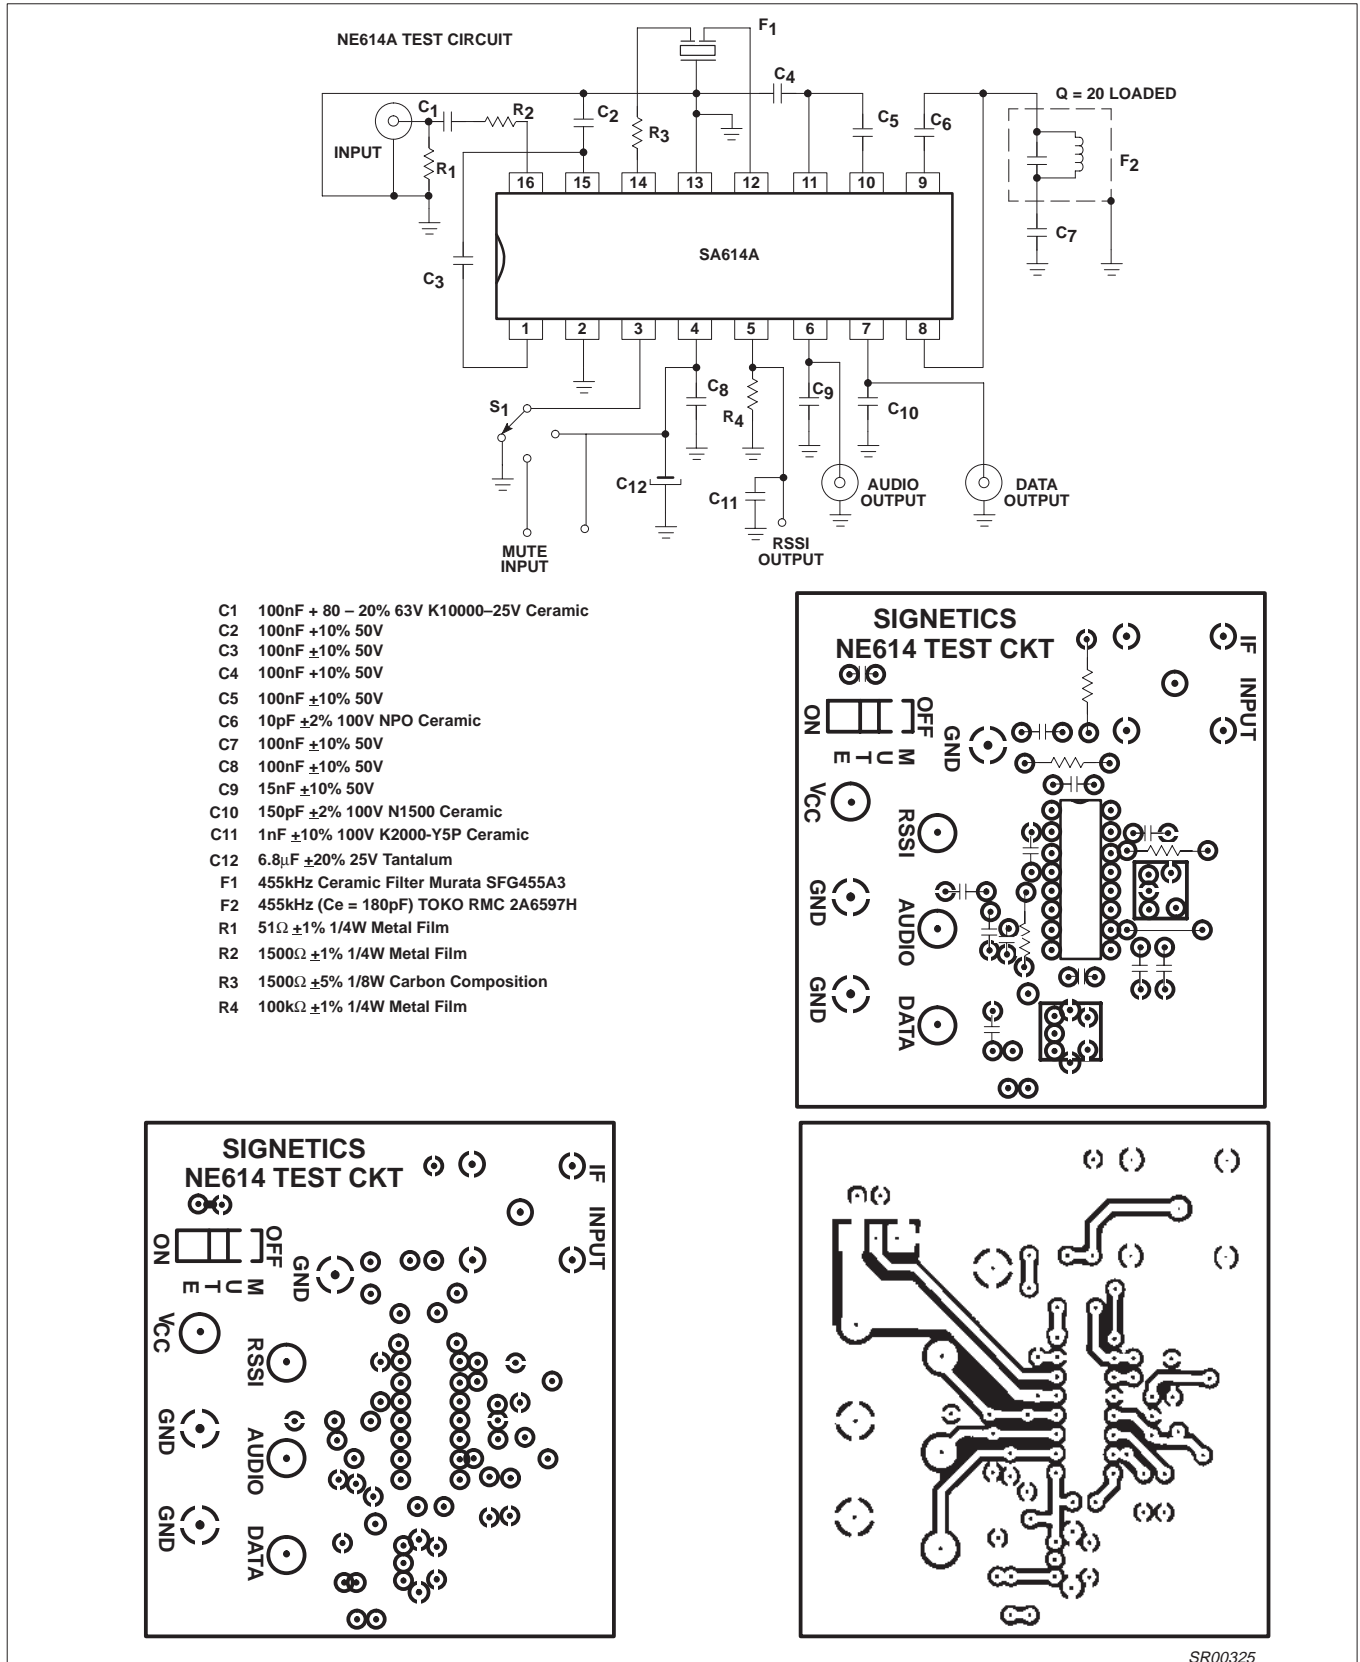 NE614A TEST CIRCUIT
F1
C4
Q = 20 LOADED
C1
R2
C2
R3
C5
C6
F2
INPUT
R1
16 15 14 13 12 11 10 9
C7
C3
SA614A
1 2 3 4 5 6 7 8
S1
C8
R4
C9
C10
C12
C11
AUDIO
OUTPUT
DATA
OUTPUT
MUTE
INPUT
RSSI
OUTPUT
C1 100nF + 80 – 20% 63V K10000–25V Ceramic
C2 100nF +10% 50V
C3 100nF ±10% 50V
C4 100nF +10% 50V
C5 100nF ±10% 50V
C6 10pF ±2% 100V NPO Ceramic
C7 100nF ±10% 50V
C8 100nF ±10% 50V
C9 15nF ±10% 50V
C10 150pF ±2% 100V N1500 Ceramic
C11 1nF ±10% 100V K2000-Y5P Ceramic
C12 6.8μF ±20% 25V Tantalum
F1 455kHz Ceramic Filter Murata SFG455A3
F2 455kHz (Ce = 180pF) TOKO RMC 2A6597H
R1 51Ω ±1% 1/4W Metal Film
R2 1500Ω ±1% 1/4W Metal Film
R3 1500Ω ±5% 1/8W Carbon Composition
R4 100kΩ ±1% 1/4W Metal Film
SIGNETICS
NE614 TEST CKT
IF INPUT
ON
OFF
MUTE
GND
VCC
RSSI
GND
AUDIO
GND
DATA
SIGNETICS
NE614 TEST CKT
IF INPUT
ON
OFF
MUTE
GND
VCC
RSSI
GND
AUDIO
GND
DATA
SR00325